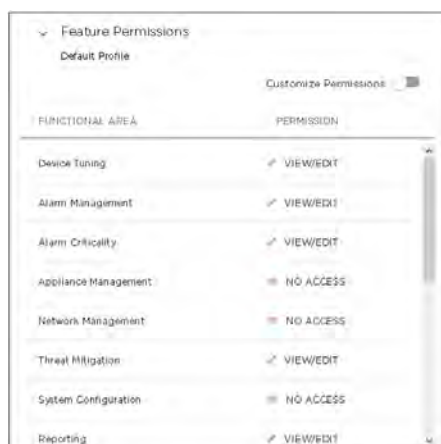 Feature Permissions
Default Profile
Customize Permissions
FUNCTIONAL AREA PERMISSION
Device Tuning VIEW/EDIT
Alarm Management VIEW/EDIT
Alarm Criticality VIEW/EDIT
Appliance Management NO ACCESS
Network Management NO ACCESS
Threat Mitigation VIEW/EDIT
System Configuration NO ACCESS
Reporting VIEW/EDIT